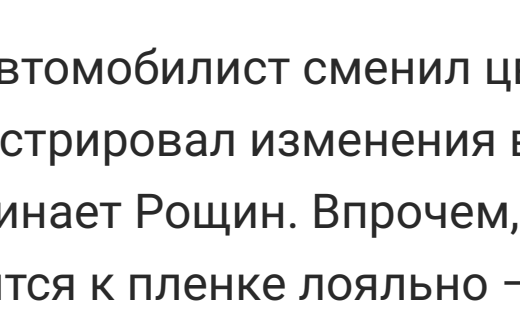 втомобилист сменил ц
стрировал изменения в
инает Рощин. Впрочем,
тся к пленке лояльно –